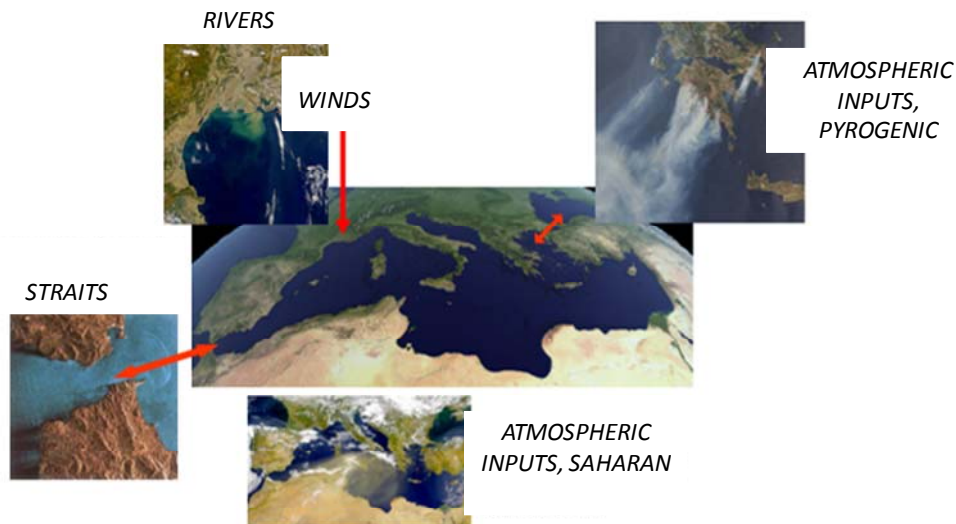 RIVERS
WINDS
ATMOSPHERIC
INPUTS,
PYROGENIC
STRAITS
ATMOSPHERIC
INPUTS, SAHARAN